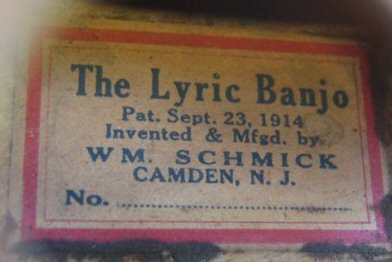 The Lyric Banjo
Pat. Sept. 23, 1914
Invented & Mfgd. by
WM. SCHMICK
CAMDEN, N. J.
No. ........................................